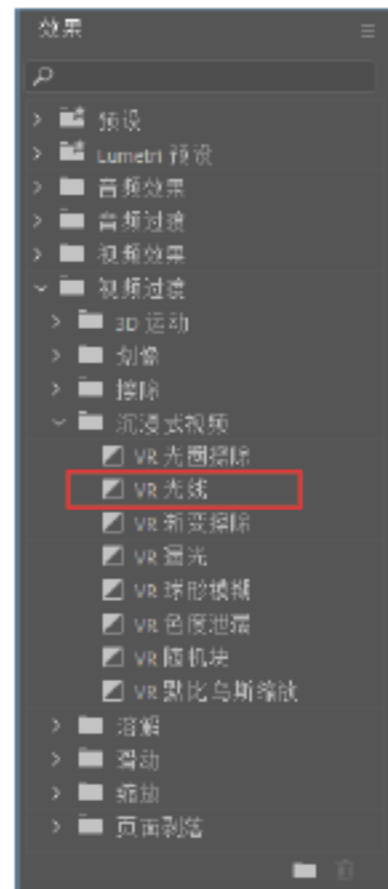 效果
预设
Lumetri 预设
音频效果
音频过渡
视频效果
视频过渡
3D 运动
划像
擦除
沉浸式视频
VR 光圈擦除
VR 光线
VR 渐变擦除
VR 漏光
VR 球形模糊
VR 色度泄漏
VR 随机块
VR 默比乌斯缩放
溶解
滑动
缩放
页面剥落